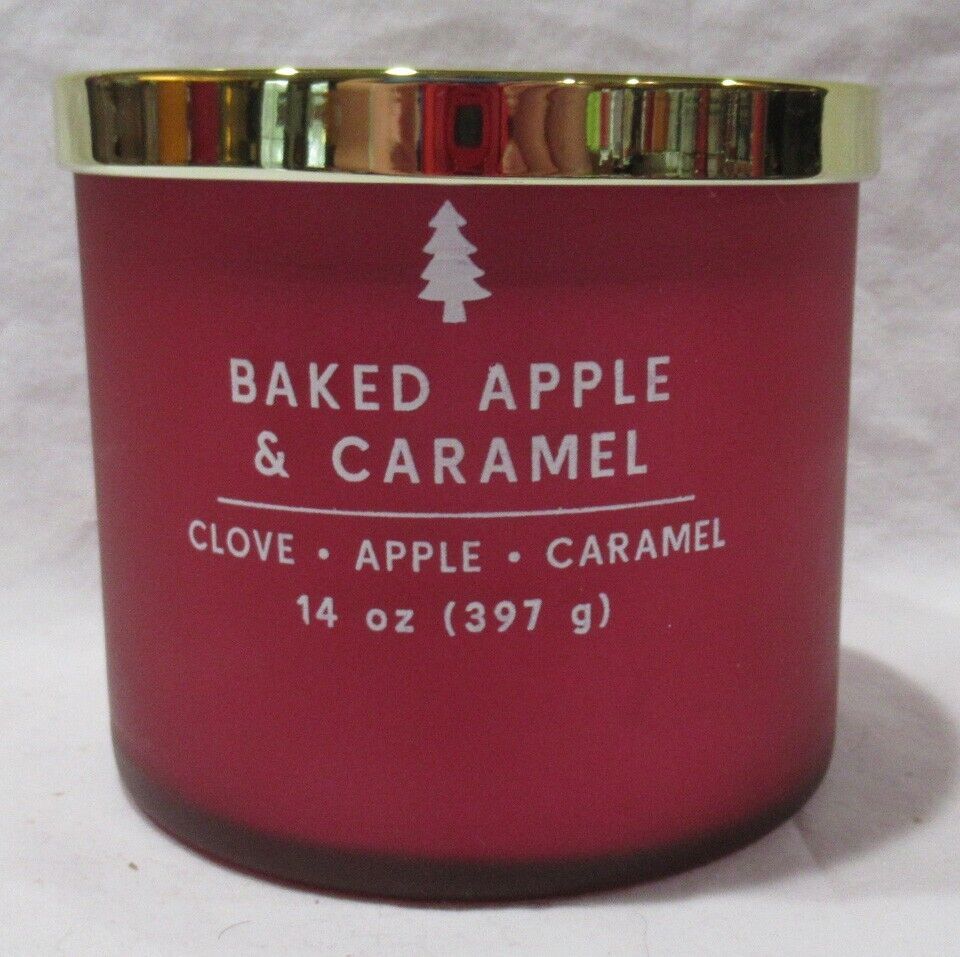 BAKED APPLE
& CARAMEL
CLOVE • APPLE • CARAMEL
14 oz (397 g)